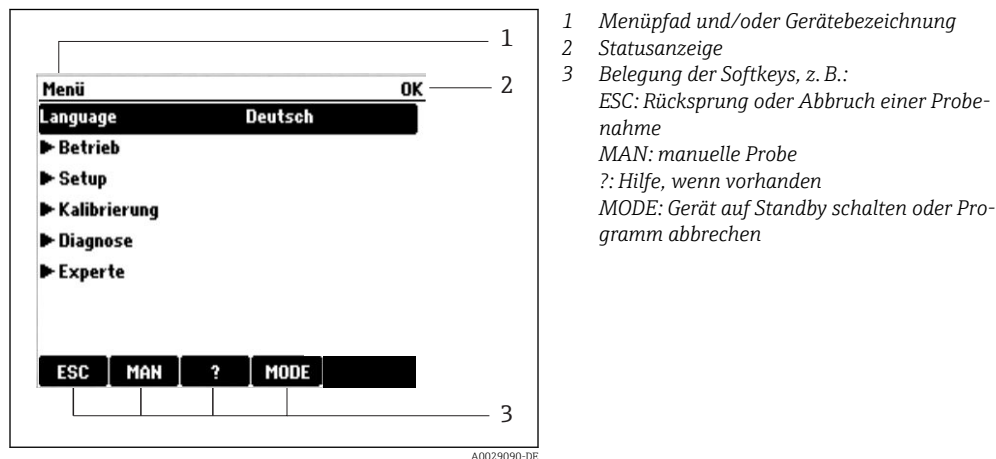 1
Menü OK 2
Language Deutsch
Betrieb
Setup
Kalibrierung
Diagnose
Experte
ESC MAN ? MODE
3
A0029090-DE
1 Menüpfad und/oder Gerätebezeichnung
2 Statusanzeige
3 Belegung der Softkeys, z. B.:
ESC: Rücksprung oder Abbruch einer Probe-
nahme
MAN: manuelle Probe
?: Hilfe, wenn vorhanden
MODE: Gerät auf Standby schalten oder Pro-
gramm abbrechen